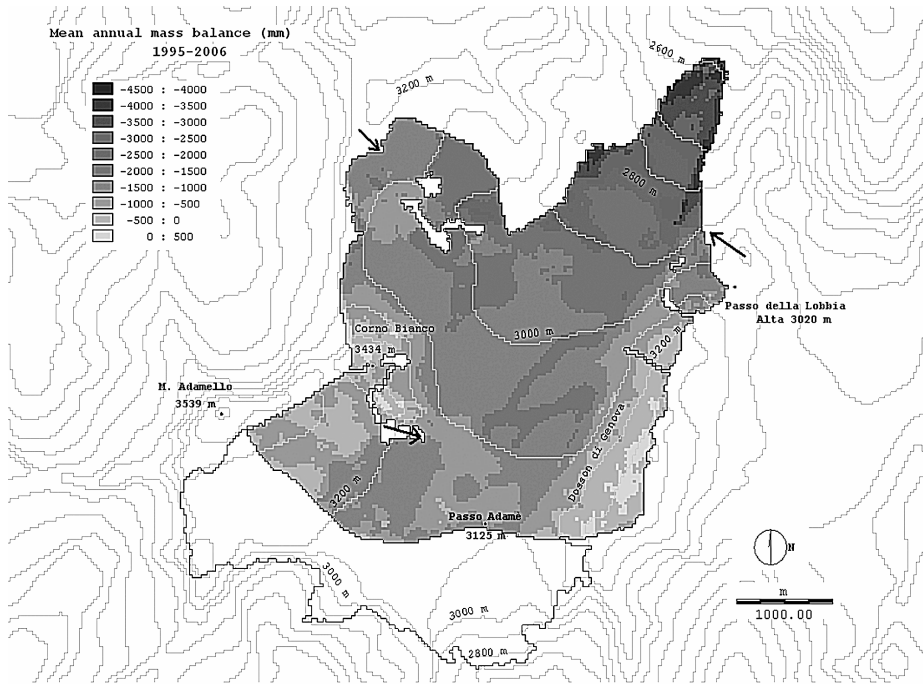 Mean annual mass balance (mm)
1995-2006
-4500 : -4000
-4000 : -3500
-3500 : -3000
-3000 : -2500
-2500 : -2000
-2000 : -1500
-1500 : -1000
-1000 : -500
-500 : 0
0 : 500
2600 m
3200 m
2800 m
Passo della Lobbia
Alta 3020 m
3000 m
Corno Bianco
3434 m
3200 m
M. Adamello
3539 m
Dosson di Genova
3200 m
Passo Adamè
3125 m
N
3000 m
m
1000.00
3000 m
2800 m